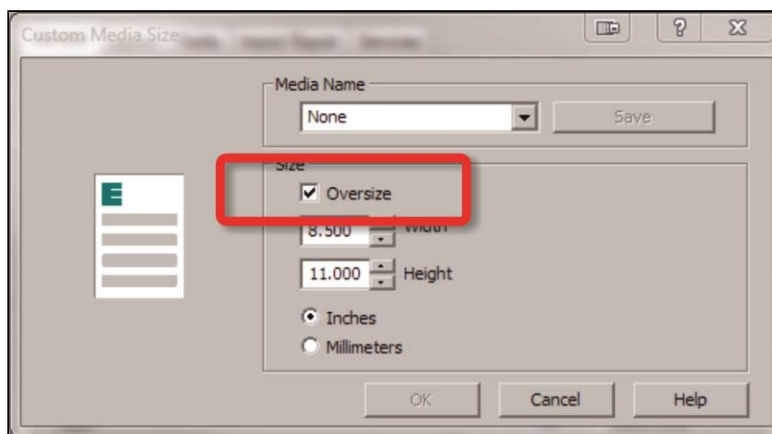 Custom Media Size
Media Name
None
Save
Size
Oversize
8.500 Width
11.000 Height
Inches
Millimeters
OK
Cancel
Help